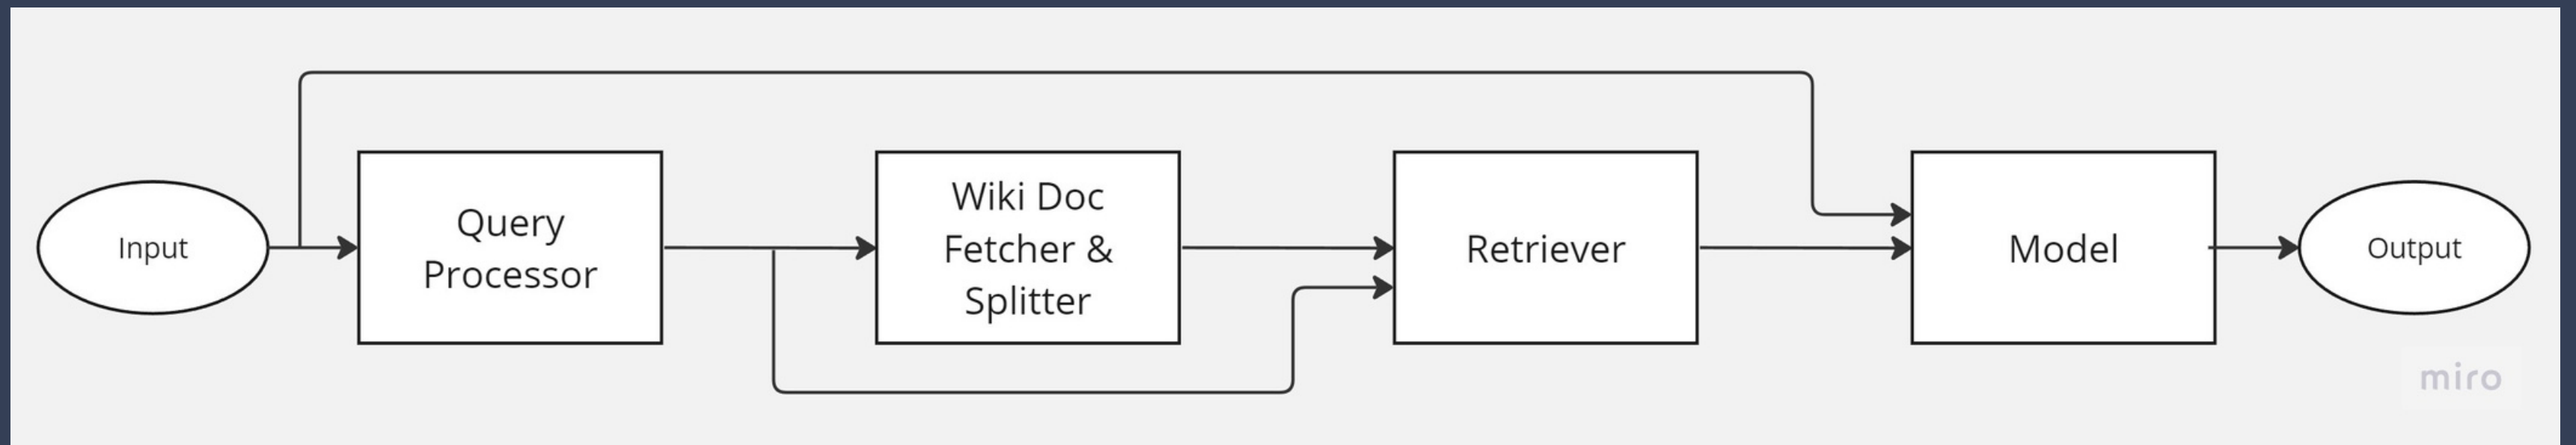 Input
Query
Processor
Wiki Doc
Fetcher &
Splitter
Retriever
Model
Output
miro